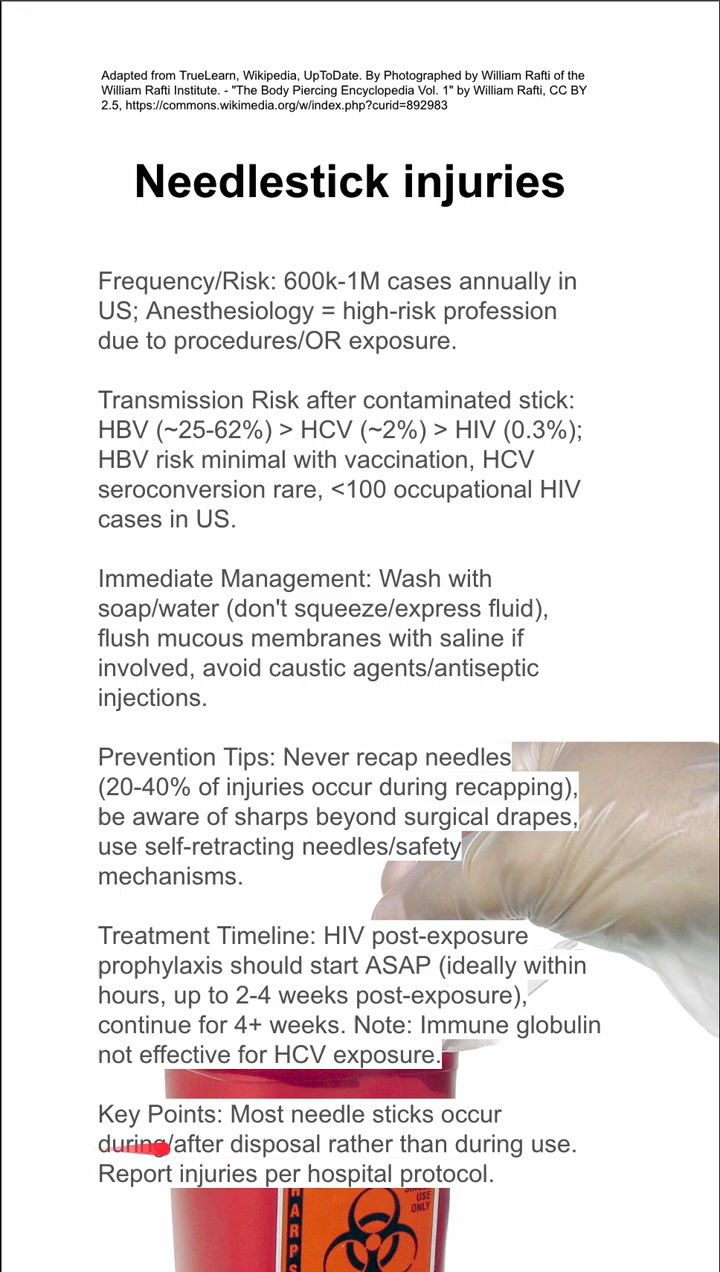 Adapted from TrueLearn, Wikipedia, UpToDate. By Photographed by William Rafti of the
William Rafti Institute. - "The Body Piercing Encyclopedia Vol. 1" by William Rafti, CC BY
2.5, https://commons.wikimedia.org/w/index.php?curid=892983
Needlestick injuries
Frequency/Risk: 600k-1M cases annually in
US; Anesthesiology = high-risk profession
due to procedures/OR exposure.
Transmission Risk after contaminated stick:
HBV (~25-62%) > HCV (~2%) > HIV (0.3%);
HBV risk minimal with vaccination, HCV
seroconversion rare, <100 occupational HIV
cases in US.
Immediate Management: Wash with
soap/water (don't squeeze/express fluid),
flush mucous membranes with saline if
involved, avoid caustic agents/antiseptic
injections.
Prevention Tips: Never recap needles
(20-40% of injuries occur during recapping),
be aware of sharps beyond surgical drapes,
use self-retracting needles/safety
mechanisms.
Treatment Timeline: HIV post-exposure
prophylaxis should start ASAP (ideally within
hours, up to 2-4 weeks post-exposure),
continue for 4+ weeks. Note: Immune globulin
not effective for HCV exposure.
Key Points: Most needle sticks occur
during/after disposal rather than during use.
Report injuries per hospital protocol.
USE
ONLY
ARPS